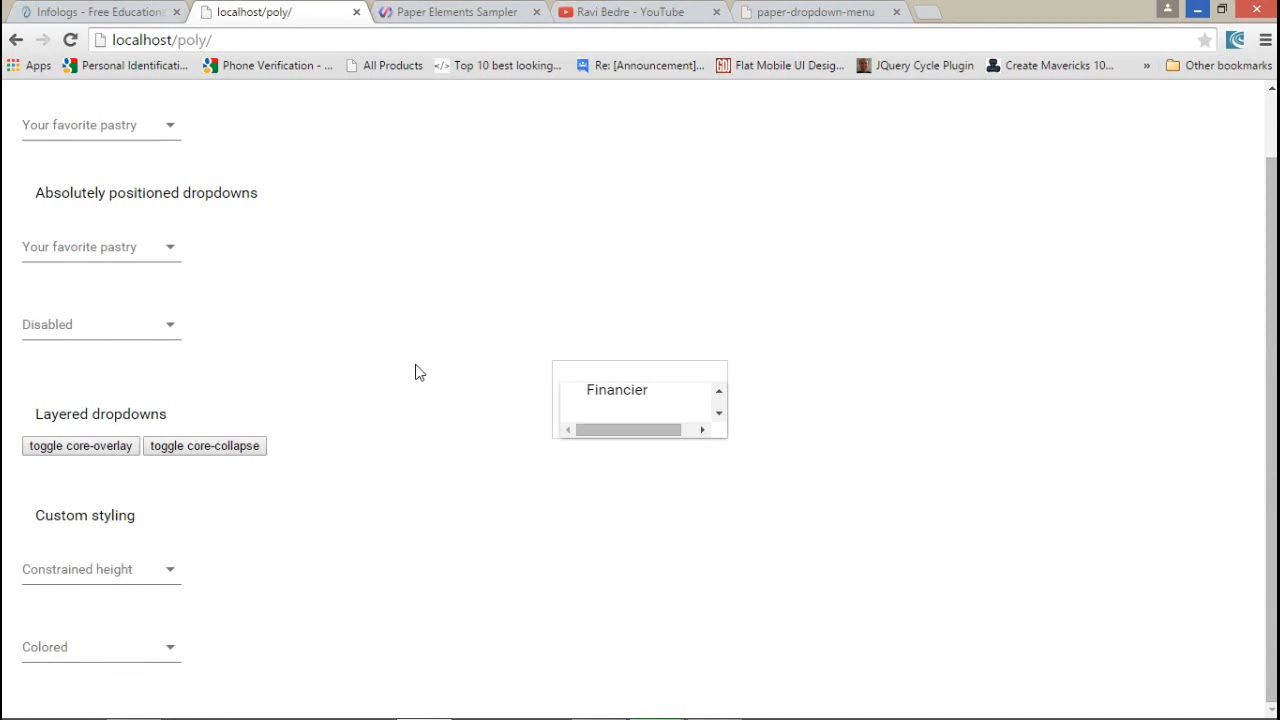 Infologs - Free Education
localhost/poly/
Paper Elements Sampler
Ravi Bedre - YouTube
paper-dropdown-menu
localhost/poly/
Apps
Personal Identificati...
Phone Verification - ...
All Products
Top 10 best looking...
Re: [Announcement]...
Flat Mobile UI Desig...
JQuery Cycle Plugin
Create Mavericks 10...
»
Other bookmarks
Your favorite pastry
Absolutely positioned dropdowns
Your favorite pastry
Disabled
Financier
Layered dropdowns
toggle core-overlay
toggle core-collapse
Custom styling
Constrained height
Colored